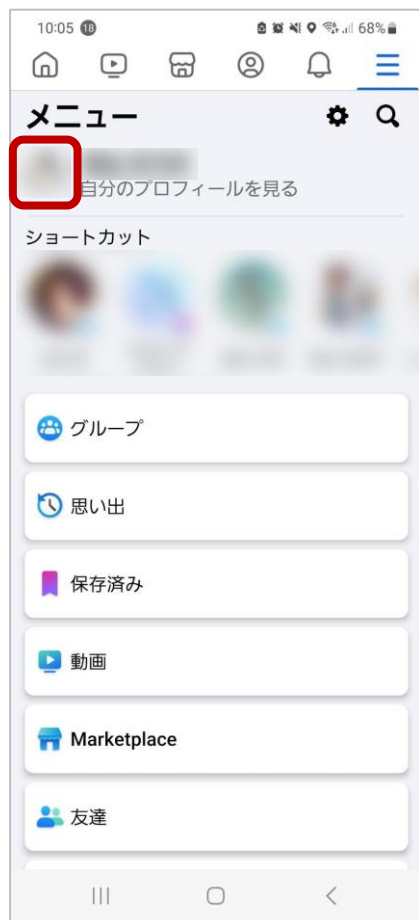 10:05 18 68%
メニュー
自分のプロフィールを見る
ショートカット
グループ
思い出
保存済み
動画
Marketplace
友達